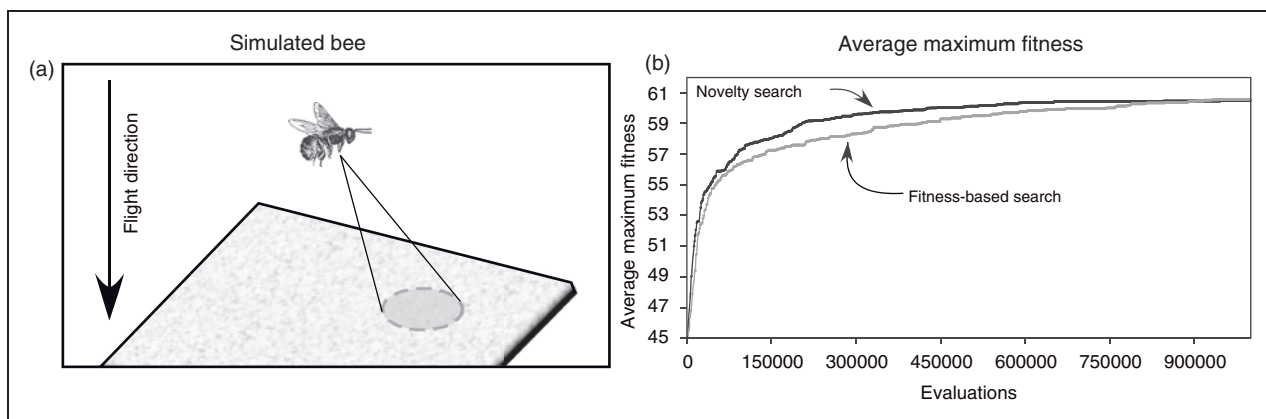 Simulated bee
(a)
Flight direction
Average maximum fitness
(b)
Average maximum fitness
61
59
57
55
53
51
49
47
45
Novelty search
Fitness-based search
0 150000 300000 450000 600000 750000 900000
Evaluations